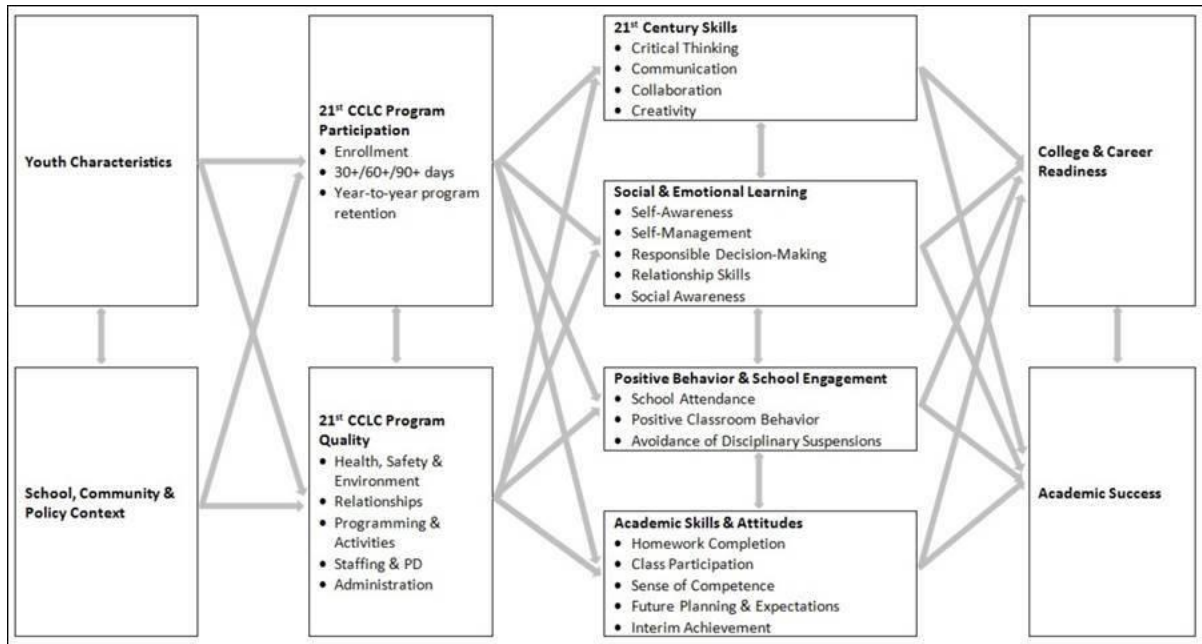 Youth Characteristics
School, Community &
Policy Context
21st CCLC Program
Participation
• Enrollment
• 30+/60+/90+ days
• Year-to-year program
retention
21st CCLC Program
Quality
• Health, Safety &
Environment
• Relationships
• Programming &
Activities
• Staffing & PD
• Administration
21st Century Skills
• Critical Thinking
• Communication
• Collaboration
• Creativity
Social & Emotional Learning
• Self-Awareness
• Self-Management
• Responsible Decision-Making
• Relationship Skills
• Social Awareness
Positive Behavior & School Engagement
• School Attendance
• Positive Classroom Behavior
• Avoidance of Disciplinary Suspensions
Academic Skills & Attitudes
• Homework Completion
• Class Participation
• Sense of Competence
• Future Planning & Expectations
• Interim Achievement
College & Career
Readiness
Academic Success